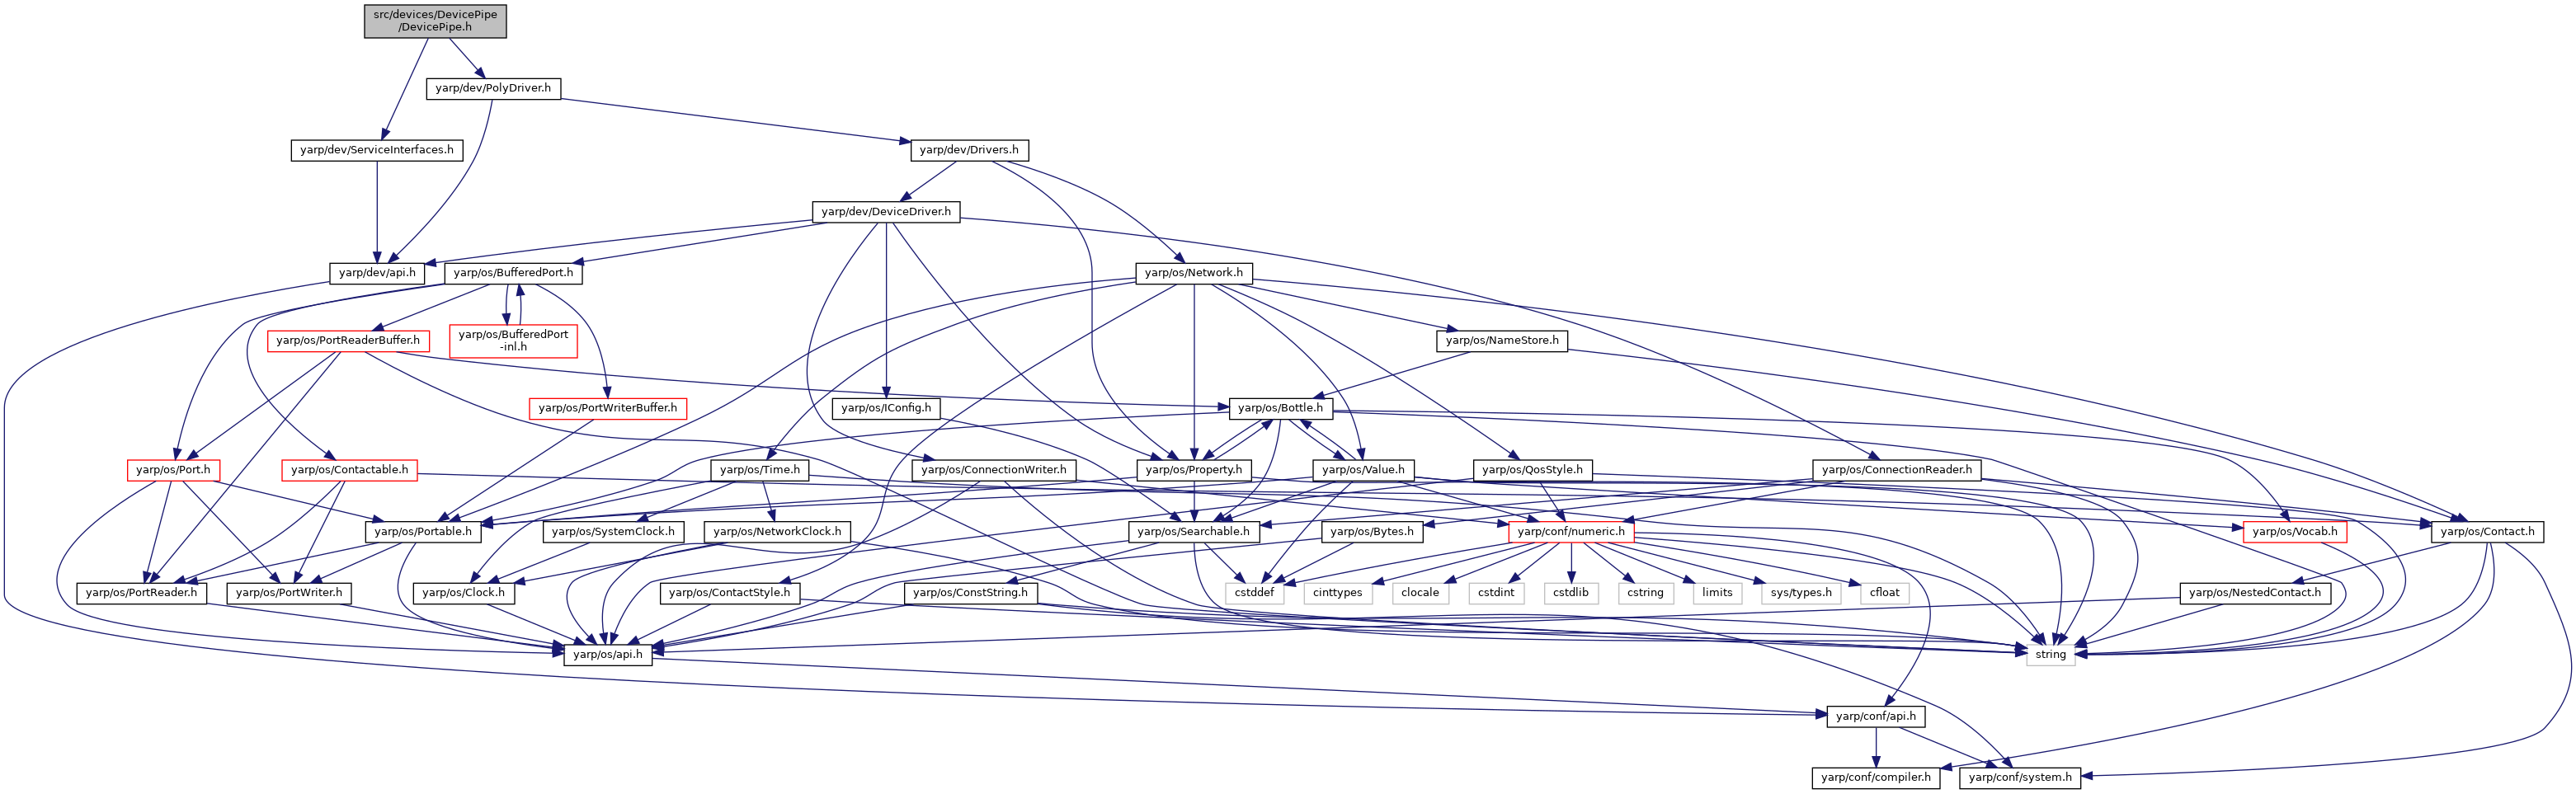 src/devices/DevicePipe
/DevicePipe.h
yarp/dev/PolyDriver.h
yarp/dev/ServiceInterfaces.h
yarp/dev/Drivers.h
yarp/dev/DeviceDriver.h
yarp/dev/api.h
yarp/os/BufferedPort.h
yarp/os/Network.h
yarp/os/PortReaderBuffer.h
yarp/os/BufferedPort
-inl.h
yarp/os/NameStore.h
yarp/os/PortWriterBuffer.h
yarp/os/IConfig.h
yarp/os/Bottle.h
yarp/os/Port.h
yarp/os/Contactable.h
yarp/os/Time.h
yarp/os/ConnectionWriter.h
yarp/os/Property.h
yarp/os/Value.h
yarp/os/QosStyle.h
yarp/os/ConnectionReader.h
yarp/os/Portable.h
yarp/os/SystemClock.h
yarp/os/NetworkClock.h
yarp/os/Searchable.h
yarp/os/Bytes.h
yarp/conf/numeric.h
yarp/os/Vocab.h
yarp/os/Contact.h
yarp/os/PortReader.h
yarp/os/PortWriter.h
yarp/os/Clock.h
yarp/os/ContactStyle.h
yarp/os/ConstString.h
cstddef
cinttypes
clocale
cstdint
cstdlib
cstring
limits
sys/types.h
cfloat
yarp/os/NestedContact.h
yarp/os/api.h
string
yarp/conf/api.h
yarp/conf/compiler.h
yarp/conf/system.h